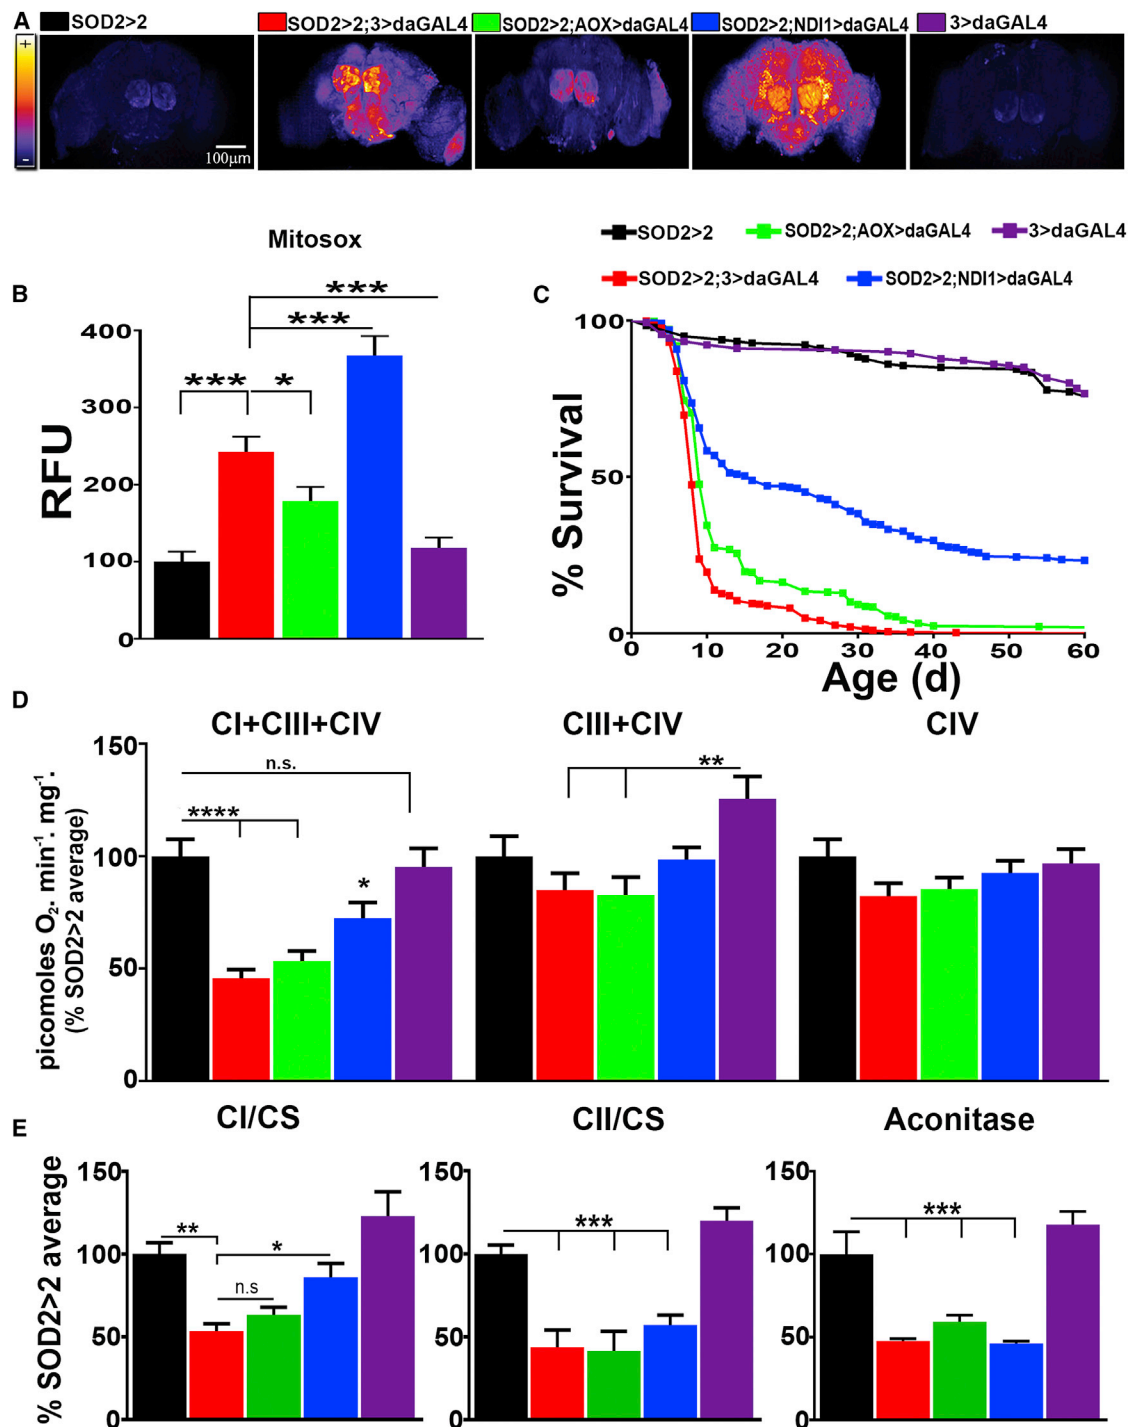 A
SOD2>2
SOD2>2;3>daGAL4
SOD2>2;AOX>daGAL4
SOD2>2;NDI1>daGAL4
3>daGAL4
+
-
100μm
B
Mitosox
RFU
400
300
200
100
0
***
*
***
***
C
SOD2>2
SOD2>2;AOX>daGAL4
3>daGAL4
SOD2>2;3>daGAL4
SOD2>2;NDI1>daGAL4
% Survival
100
50
0
0 10 20 30 40 50 60
Age (d)
D
CI+CIII+CIV
CIII+CIV
CIV
picomoles O₂. min⁻¹. mg⁻¹.
(% SOD2>2 average)
150
100
50
0
n.s.
****
*
**
E
CI/CS
CII/CS
Aconitase
% SOD2>2 average
150
100
50
0
**
*
n.s
150
100
50
0
***
150
100
50
0
***